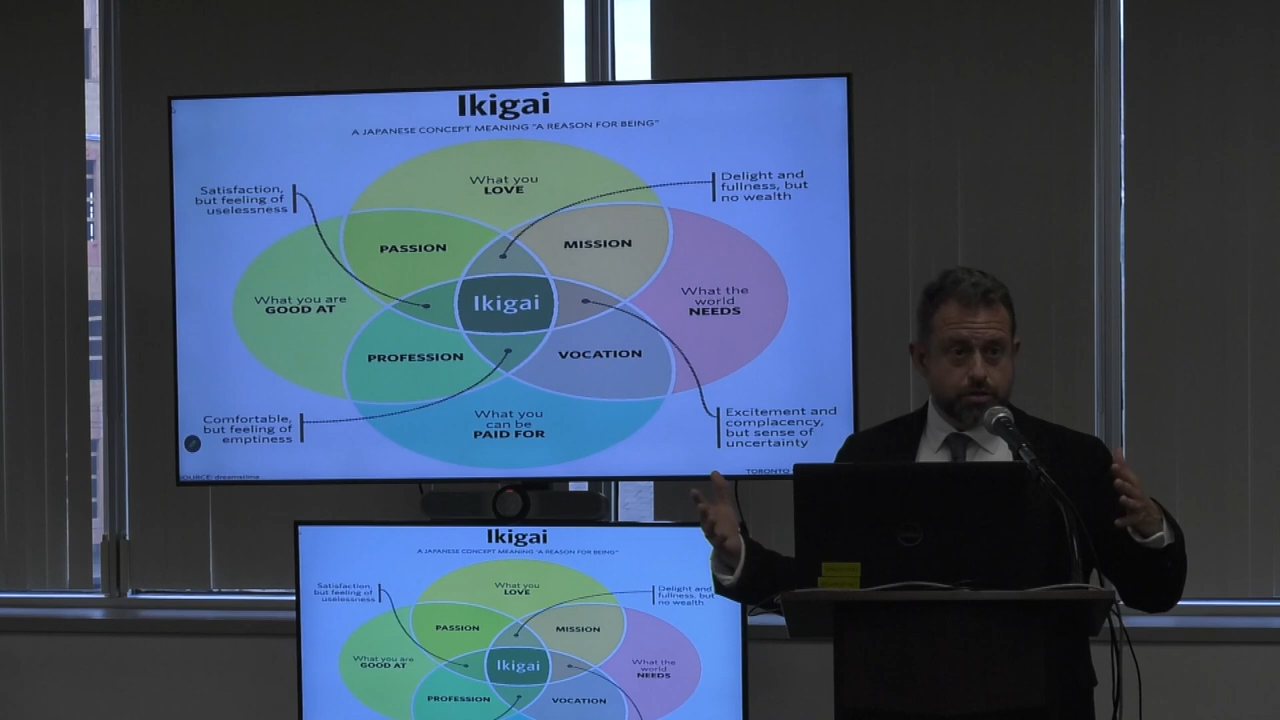 Ikigai
A JAPANESE CONCEPT MEANING "A REASON FOR BEING"
What you
LOVE
Satisfaction,
but feeling of
uselessness
Delight and
fullness, but
no wealth
PASSION
MISSION
What you are
GOOD AT
Ikigai
What the
world
NEEDS
PROFESSION
VOCATION
What you
can be
PAID FOR
Comfortable,
but feeling of
emptiness
Excitement and
complacency,
but sense of
uncertainty
SOURCE: dreamstime
TORONTO
Ikigai
A JAPANESE CONCEPT MEANING "A REASON FOR BEING"
What you
LOVE
Satisfaction,
but feeling of
uselessness
Delight and
fullness, but
no wealth
PASSION
MISSION
What you are
GOOD AT
Ikigai
What the
world
NEEDS
PROFESSION
VOCATION
DELL